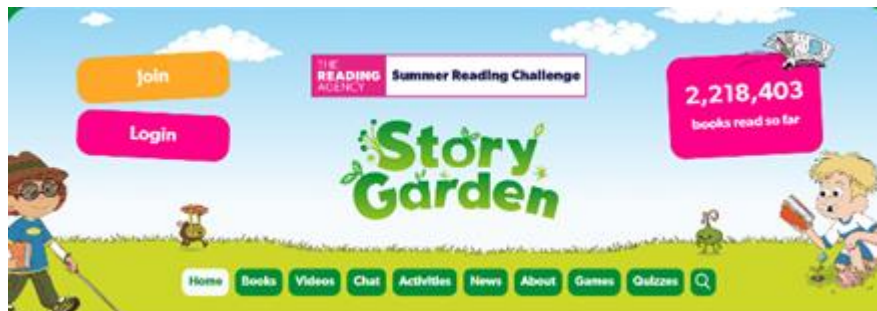 Join
Login
THE
READING
AGENCY
Summer Reading Challenge
Story
Garden
2,218,403
books read so far
Home Books Videos Chat Activities News About Games Quizzes